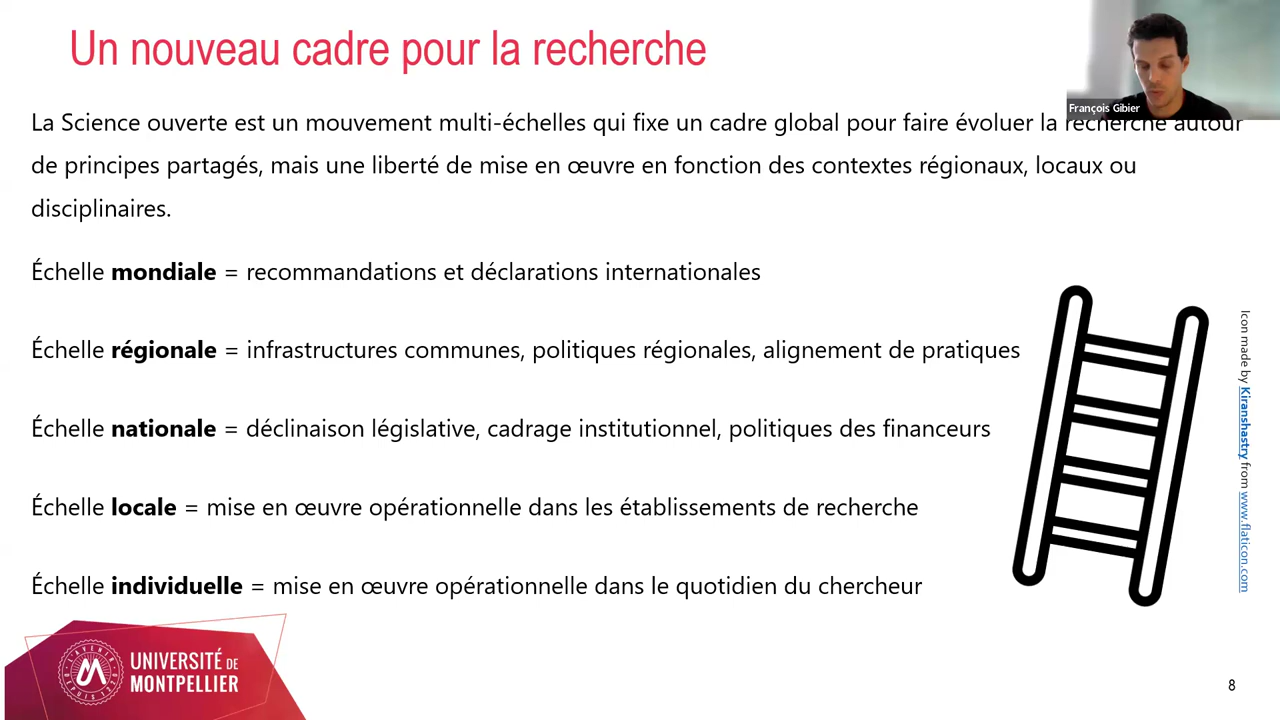 Un nouveau cadre pour la recherche
François Gibier
La Science ouverte est un mouvement multi-échelles qui fixe un cadre global pour faire évoluer la recherche autour
de principes partagés, mais une liberté de mise en œuvre en fonction des contextes régionaux, locaux ou
disciplinaires.
Échelle mondiale = recommandations et déclarations internationales
Échelle régionale = infrastructures communes, politiques régionales, alignement de pratiques
Échelle nationale = déclinaison législative, cadrage institutionnel, politiques des financeurs
Échelle locale = mise en œuvre opérationnelle dans les établissements de recherche
Échelle individuelle = mise en œuvre opérationnelle dans le quotidien du chercheur
Icon made by Kiranshastry from www.flaticon.com
L'AVENIR DEPUIS 1220
UNIVERSITÉ DE
MONTPELLIER
8